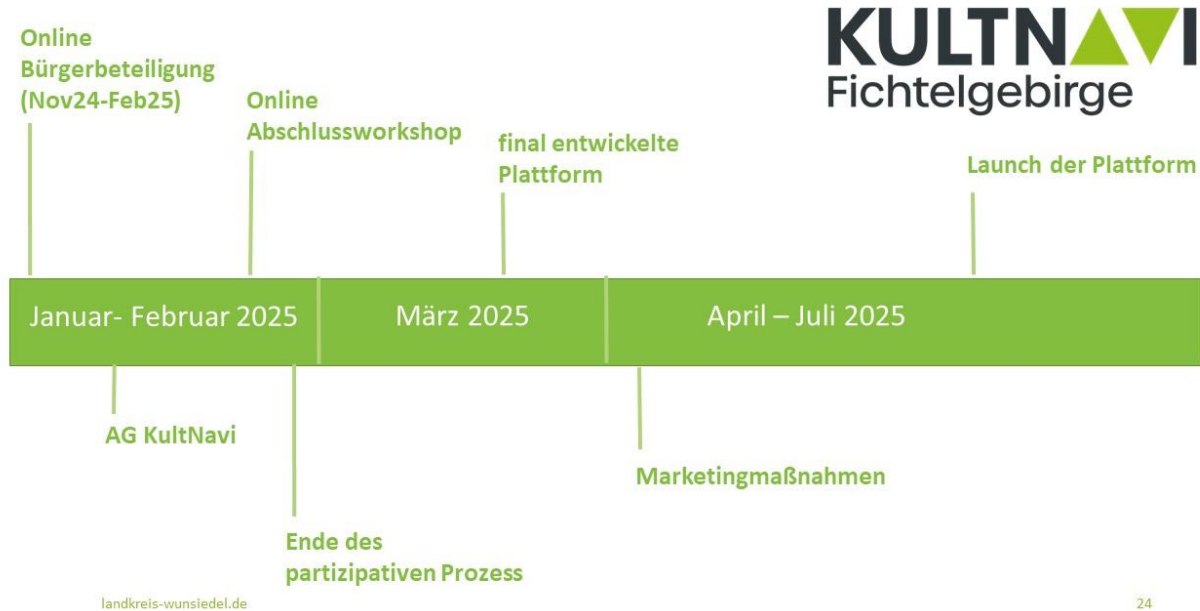 KULTNAVI
Fichtelgebirge
Online
Bürgerbeteiligung
(Nov24-Feb25)
Online
Abschlussworkshop
final entwickelte
Plattform
Launch der Plattform
Januar- Februar 2025
März 2025
April – Juli 2025
AG KultNavi
Marketingmaßnahmen
Ende des
partizipativen Prozess
landkreis-wunsiedel.de
24